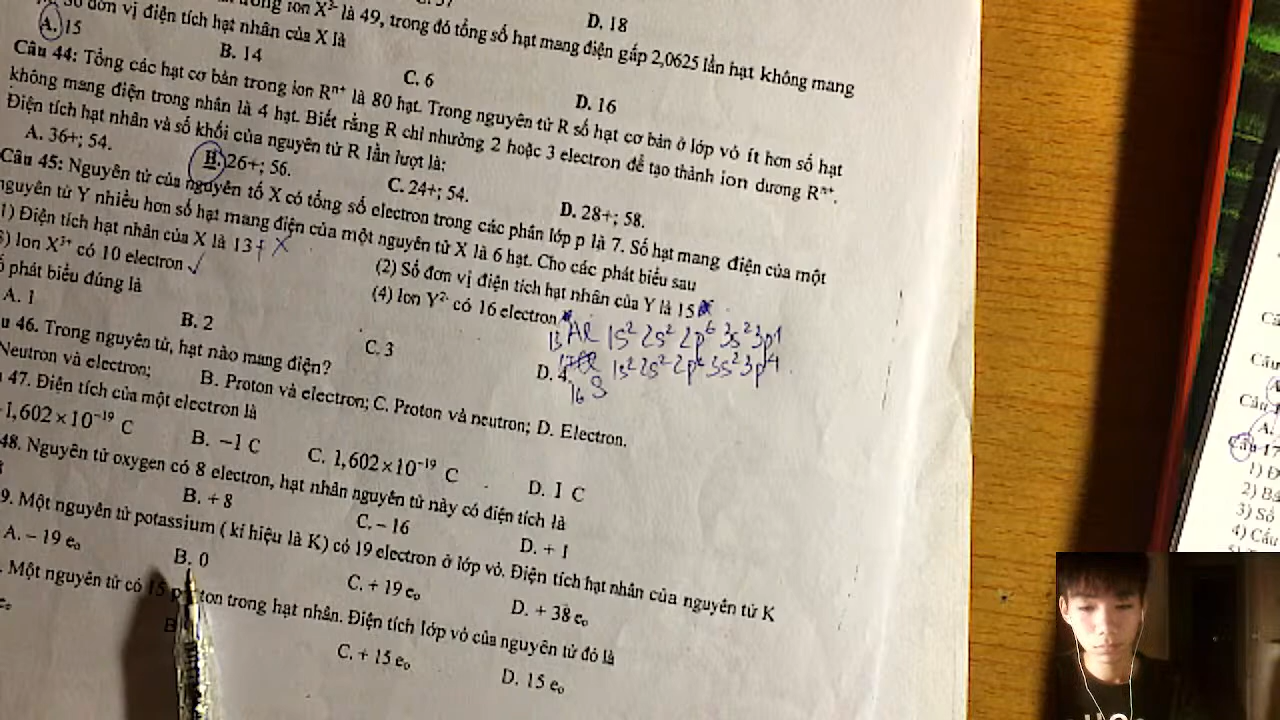 ion X³⁻ là 49, trong đó tổng số hạt mang điện gấp 2,0625 lần hạt không mang
số đơn vị điện tích hạt nhân của X là
D. 18
A. 15
B. 14
C. 6
D. 16
Câu 44: Tổng các hạt cơ bản trong ion Rⁿ⁺ là 80 hạt. Trong nguyên tử R số hạt cơ bản ở lớp vỏ ít hơn số hạt
không mang điện trong nhân là 4 hạt. Biết rằng R chỉ nhường 2 hoặc 3 electron để tạo thành ion dương Rⁿ⁺.
Điện tích hạt nhân và số khối của nguyên tử R lần lượt là:
A. 36+; 54.
B. 26+; 56.
C. 24+; 54.
D. 28+; 58.
Câu 45: Nguyên tử của nguyên tố X có tổng số electron trong các phân lớp p là 7. Số hạt mang điện của một
nguyên tử Y nhiều hơn số hạt mang điện của một nguyên tử X là 6 hạt. Cho các phát biểu sau
1) Điện tích hạt nhân của X là 13+ X
(2) Số đơn vị điện tích hạt nhân của Y là 15
) Ion X³⁺ có 10 electron ✓
(4) Ion Y²⁻ có 16 electron
phát biểu đúng là
₁₃Al 1s² 2s² 2p⁶ 3s² 3p¹
A. 1
B. 2
C. 3
D. 4
1s² 2s² 2p⁶ 3s² 3p⁴
₁₆S
46. Trong nguyên tử, hạt nào mang điện?
Neutron và electron;
B. Proton và electron; C. Proton và neutron; D. Electron.
47. Điện tích của một electron là
1,602×10⁻¹⁹ C
B. −1 C
C. 1,602×10⁻¹⁹ C
D. 1 C
48. Nguyên tử oxygen có 8 electron, hạt nhân nguyên tử này có điện tích là
B. + 8
C. − 16
D. + 1
9. Một nguyên tử potassium ( kí hiệu là K) có 19 electron ở lớp vỏ. Điện tích hạt nhân của nguyên tử K
A. − 19 e₀
B. 0
C. + 19 e₀
D. + 38 e₀
. Một nguyên tử có 15 proton trong hạt nhân. Điện tích lớp vỏ của nguyên tử đó là
e₀
B
C. + 15 e₀
D. 15 e₀
Câu
Câu
A.
Câu 17
1) Đ
2) Bá
3) Số
4) Cấu